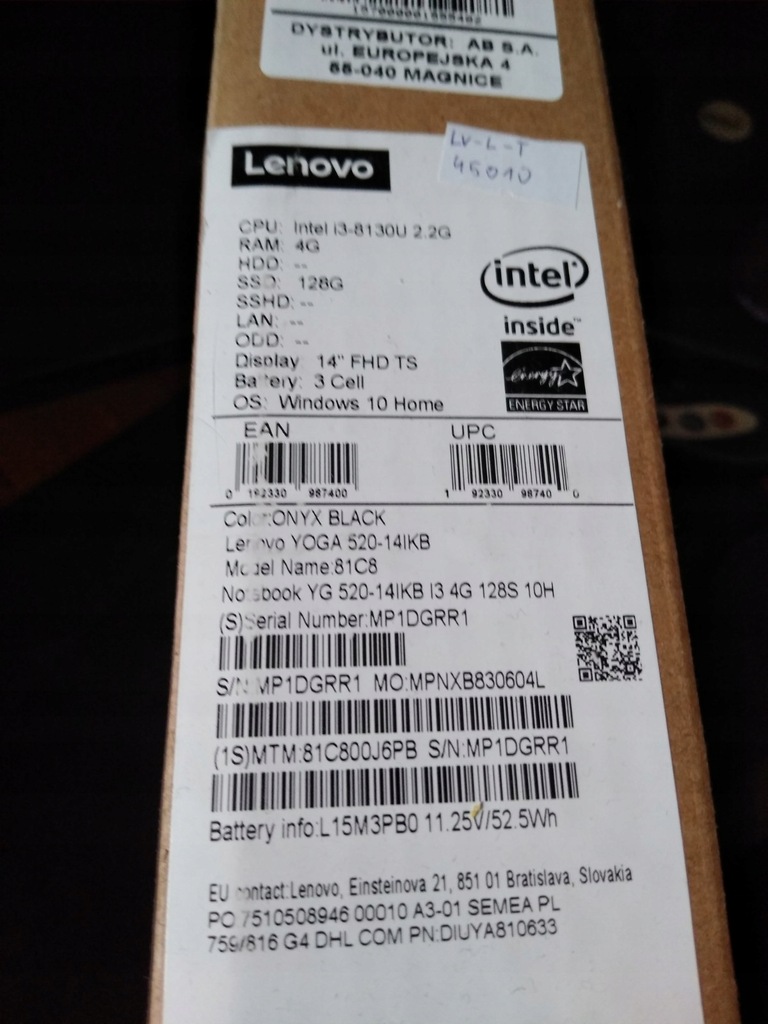 DYSTRYBUTOR: AB S.A.
ul. EUROPEJSKA 4
55-040 MAGNICE
LV-L-T
45010
Lenovo
CPU: Intel i3-8130U 2.2G
RAM: 4G
HDD: --
SSD: 128G
SSHD: --
LAN: --
ODD: --
Display 14" FHD TS
Battery: 3 Cell
OS: Windows 10 Home
intel
inside™
energy
ENERGY STAR
EAN UPC
0 192330 987400 1 92330 98740 0
Color:ONYX BLACK
Lenovo YOGA 520-14IKB
Model Name:81C8
Notebook YG 520-14IKB I3 4G 128S 10H
(S)Serial Number:MP1DGRR1
S/N:MP1DGRR1 MO:MPNXB830604L
(1S)MTM:81C800J6PB S/N:MP1DGRR1
Battery info:L15M3PB0 11.25V/52.5Wh
EU contact:Lenovo, Einsteinova 21, 851 01 Bratislava, Slovakia
PO 7510508946 00010 A3-01 SEMEA PL
759/816 G4 DHL COM PN:DIUYA810633